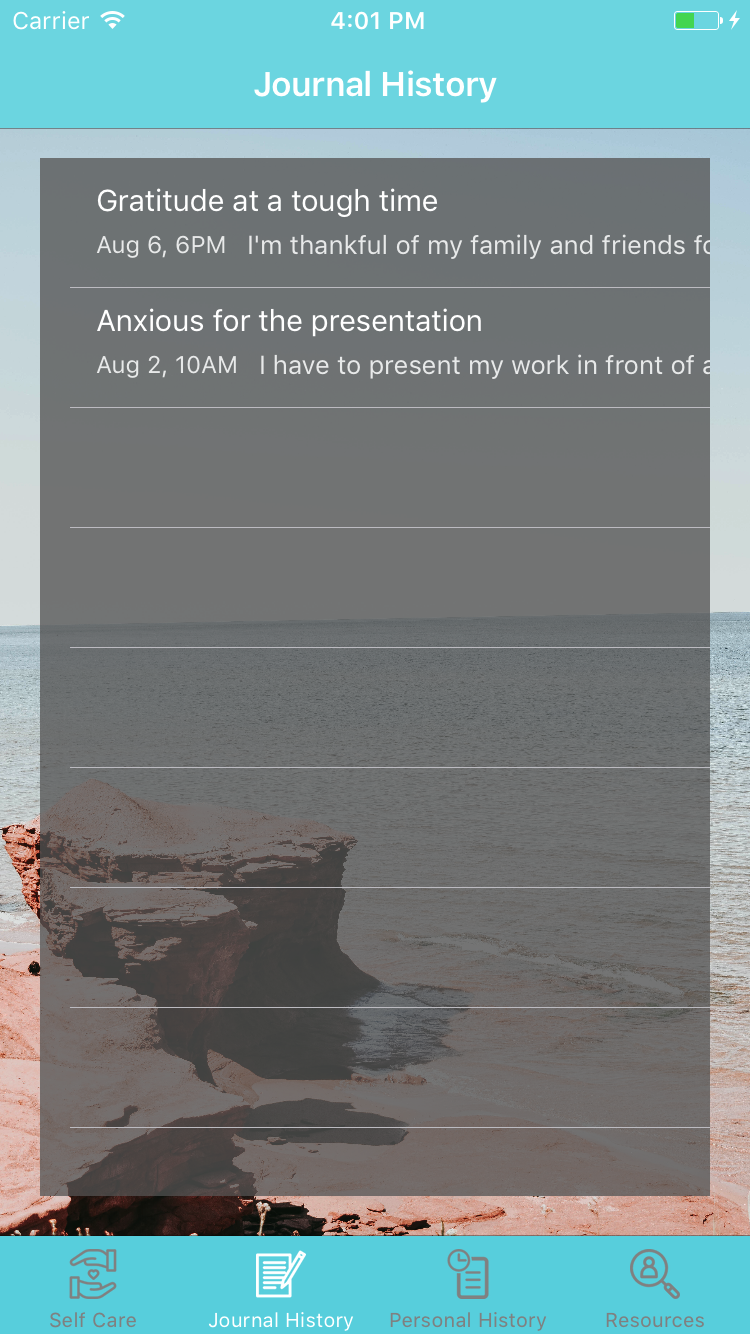 Carrier 4:01 PM
Journal History
Gratitude at a tough time
Aug 6, 6PM I'm thankful of my family and friends
Anxious for the presentation
Aug 2, 10AM I have to present my work in front of
Self Care Journal History Personal History Resources